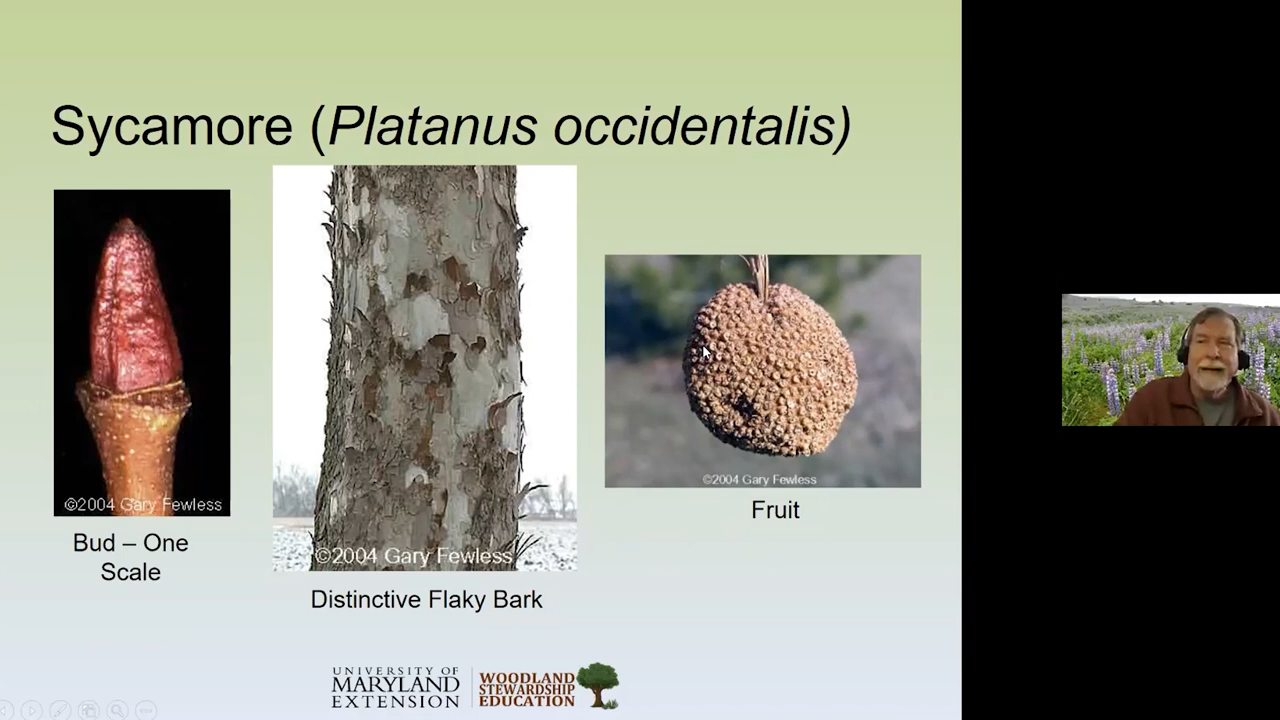 Sycamore (Platanus occidentalis)
©2004 Gary Fewless
Bud – One
Scale
©2004 Gary Fewless
Distinctive Flaky Bark
©2004 Gary Fewless
Fruit
UNIVERSITY OF
MARYLAND
EXTENSION
WOODLAND
STEWARDSHIP
EDUCATION